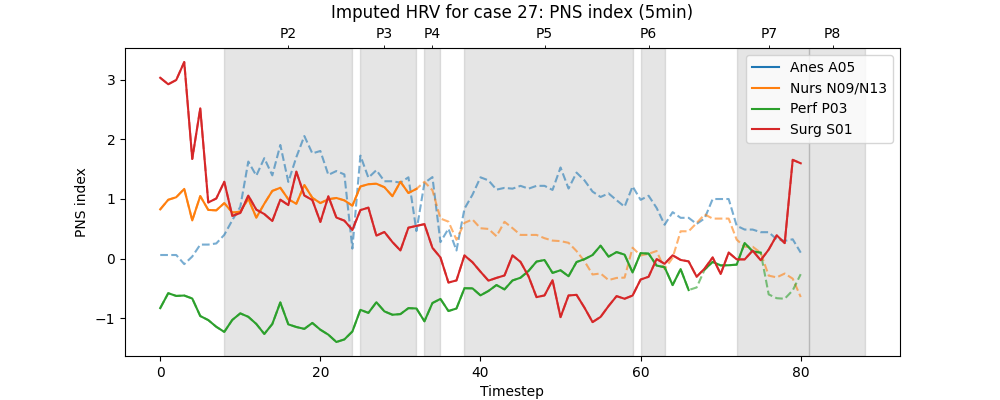 Imputed HRV for case 27: PNS index (5min)
P2 P3 P4 P5 P6 P7 P8
Anes A05
Nurs N09/N13
Perf P03
Surg S01
PNS index
3
2
1
0
−1
0 20 40 60 80
Timestep